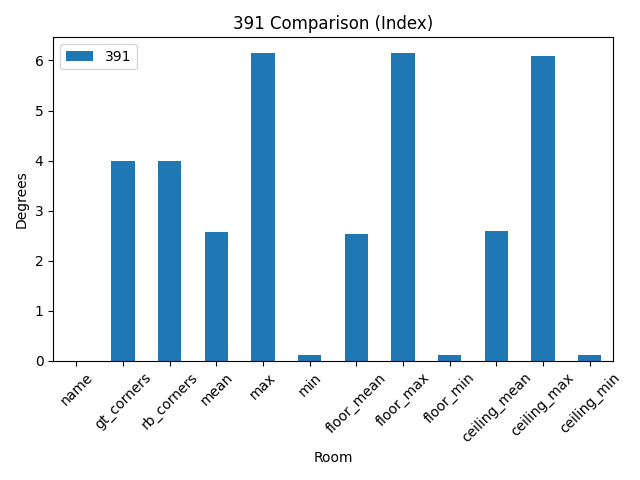 391 Comparison (Index)
391
Degrees
6
5
4
3
2
1
0
name
gt_corners
rb_corners
mean
max
min
floor_mean
floor_max
floor_min
ceiling_mean
ceiling_max
ceiling_min
Room